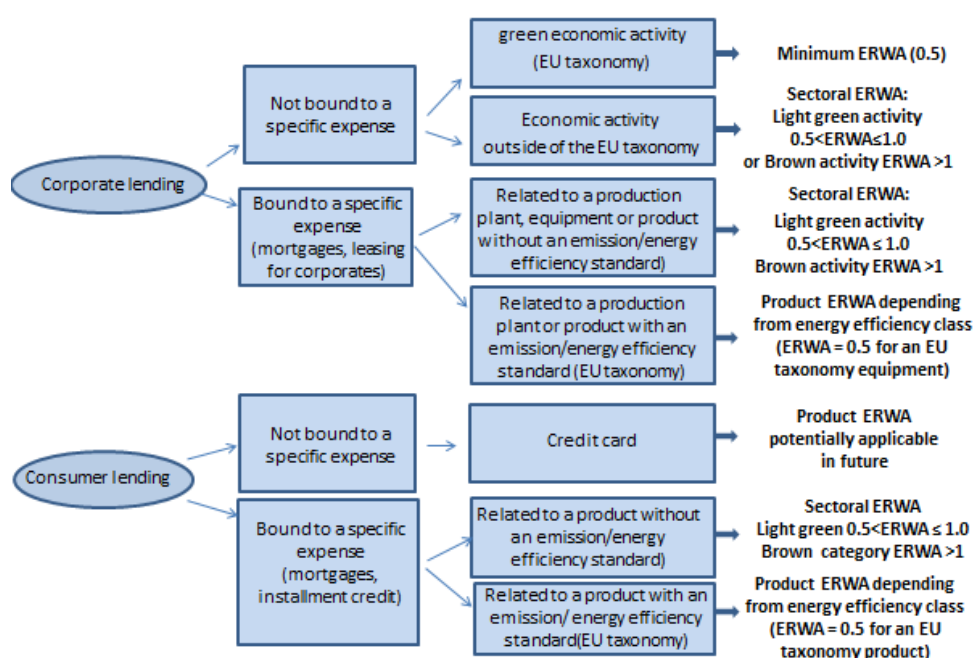 green economic activity
(EU taxonomy)
Minimum ERWA (0.5)
Not bound to a
specific expense
Economic activity
outside of the EU taxonomy
Sectoral ERWA:
Light green activity
0.5<ERWA≤1.0
or Brown activity ERWA >1
Corporate lending
Bound to a specific
expense
(mortgages, leasing
for corporates)
Related to a production
plant, equipment or product
without an emission/energy
efficiency standard)
Sectoral ERWA:
Light green activity
0.5<ERWA ≤ 1.0
Brown activity ERWA >1
Related to a production
plant or product with an
emission/energy efficiency
standard (EU taxonomy)
Product ERWA depending
from energy efficiency class
(ERWA = 0.5 for an EU
taxonomy equipment)
Not bound to a
specific expense
Credit card
Product ERWA
potentially applicable
in future
Consumer lending
Bound to a specific
expense
(mortgages,
installment credit)
Related to a product without
an emission/energy
efficiency standard)
Sectoral ERWA
Light green 0.5<ERWA ≤ 1.0
Brown category ERWA >1
Related to a product with an
emission/ energy efficiency
standard(EU taxonomy)
Product ERWA depending
from energy efficiency class
(ERWA = 0.5 for an EU
taxonomy product)